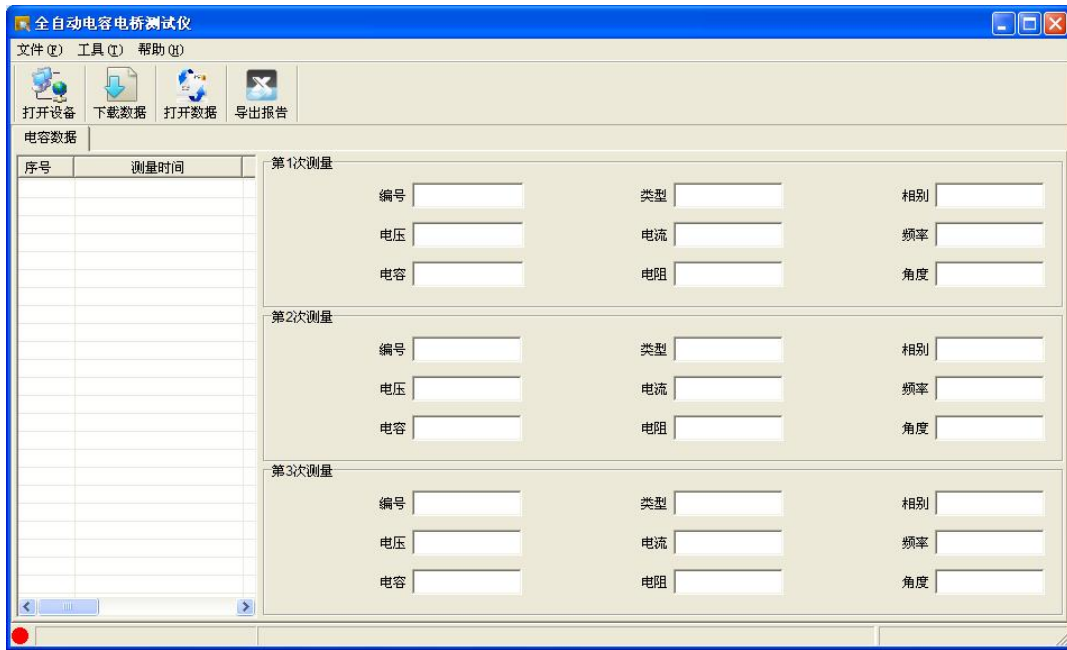 全自动电容电桥测试仪
文件(F) 工具(T) 帮助(H)
打开设备 下载数据 打开数据 导出报告
电容数据
序号 测量时间
第1次测量
编号 类型 相别
电压 电流 频率
电容 电阻 角度
第2次测量
编号 类型 相别
电压 电流 频率
电容 电阻 角度
第3次测量
编号 类型 相别
电压 电流 频率
电容 电阻 角度